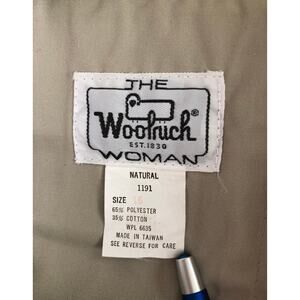 THE
Woolrich®
EST. 1830
WOMAN
NATURAL
1191
SIZE 16
65% POLYESTER
35% COTTON
WPL 6635
MADE IN TAIWAN
SEE REVERSE FOR CARE